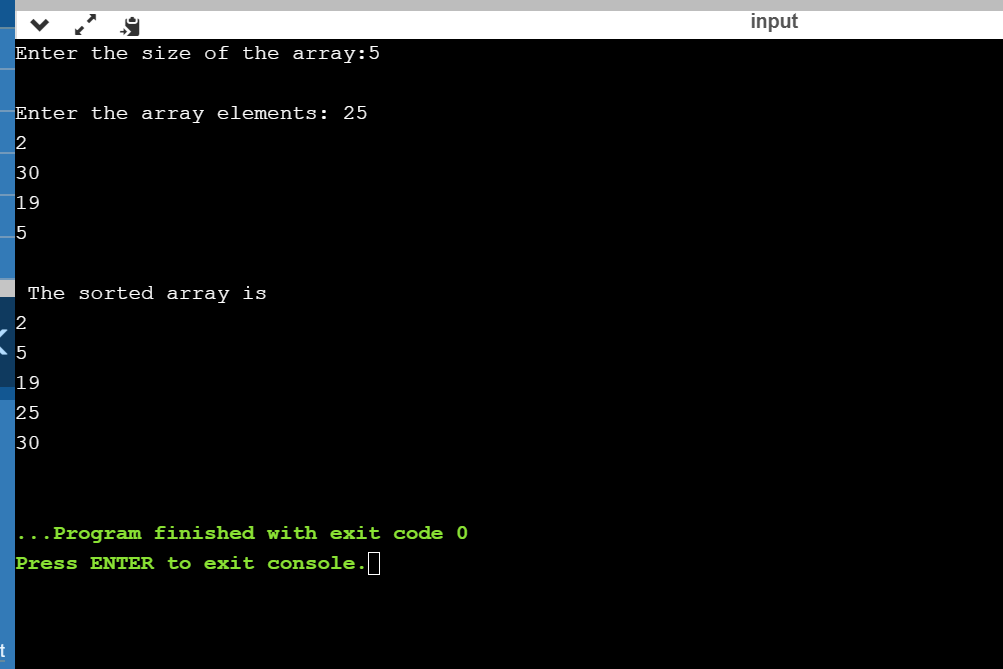 input
Enter the size of the array:5
Enter the array elements: 25
2
30
19
5
The sorted array is
2
5
19
25
30
...Program finished with exit code 0
Press ENTER to exit console.
t